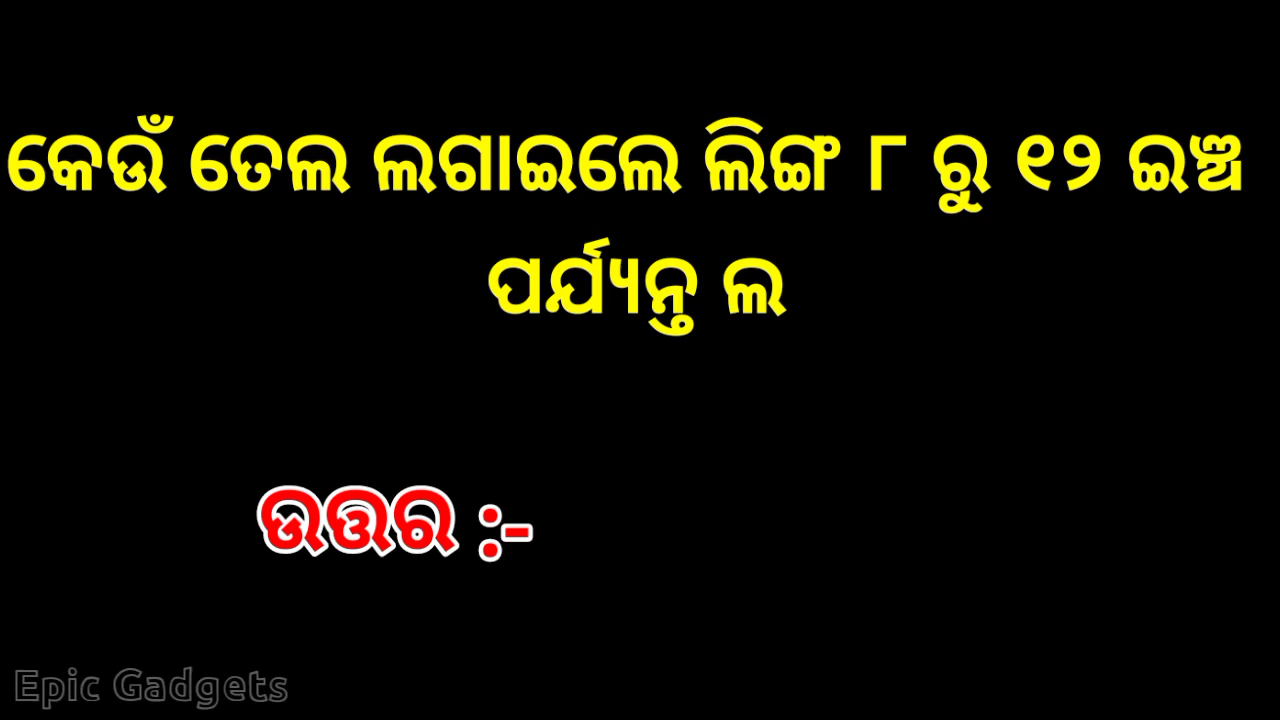 କେଉଁ ତେଲ ଲଗାଇଲେ ଲିଙ୍ଗ ୮ ରୁ ୧୨ ଇଞ୍ଚ
ପର୍ଯ୍ୟନ୍ତ ଲ
ଉତ୍ତର :-
Epic Gadgets